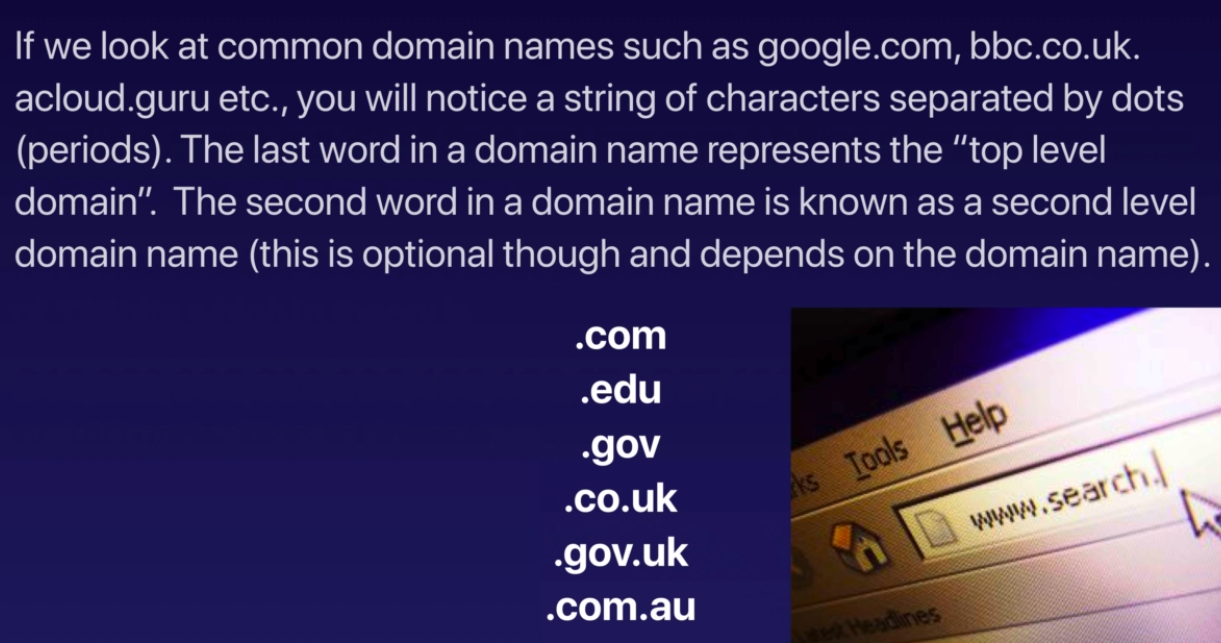 If we look at common domain names such as google.com, bbc.co.uk.
acloud.guru etc., you will notice a string of characters separated by dots
(periods). The last word in a domain name represents the “top level
domain”.  The second word in a domain name is known as a second level
domain name (this is optional though and depends on the domain name).
.com
.edu
.gov
.co.uk
.gov.uk
.com.au
Tools Help
www.search.
Headlines